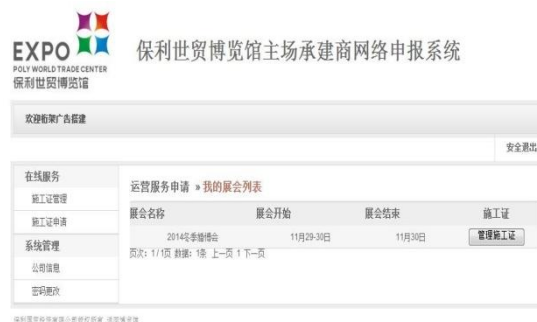 EXPO
POLY WORLD TRADE CENTER
保利世贸博览馆
保利世贸博览馆主场承建商网络申报系统
欢迎桁架广告搭建
安全退出
在线服务
施工证管理
施工证申请
系统管理
公司信息
密码更改
运营服务申请 » 我的展会列表
展会名称 展会开始 展会结束 施工证
2014冬季婚博会 11月29-30日 11月30日 管理施工证
页次: 1/1页 数据: 1条 上一页 1 下一页